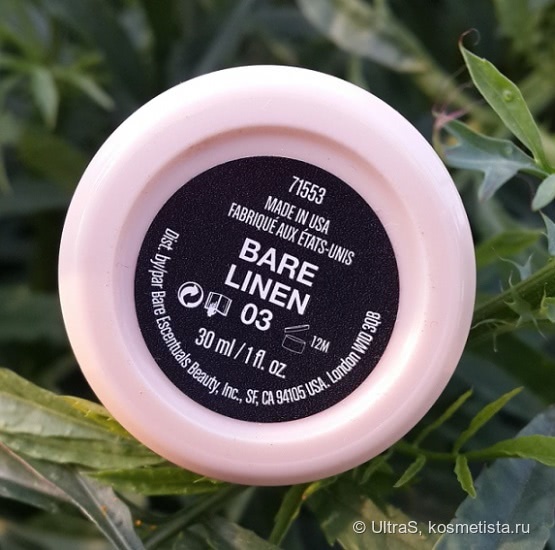 71553
MADE IN USA
FABRIQUÉ AUX ÉTATS-UNIS
BARE
LINEN
03
12M
30 ml / 1 fl. oz.
Dist. by/par Bare Escentuals Beauty, Inc., SF, CA 94105 USA. London W1D 3QB
© UltraS, kosmetista.ru